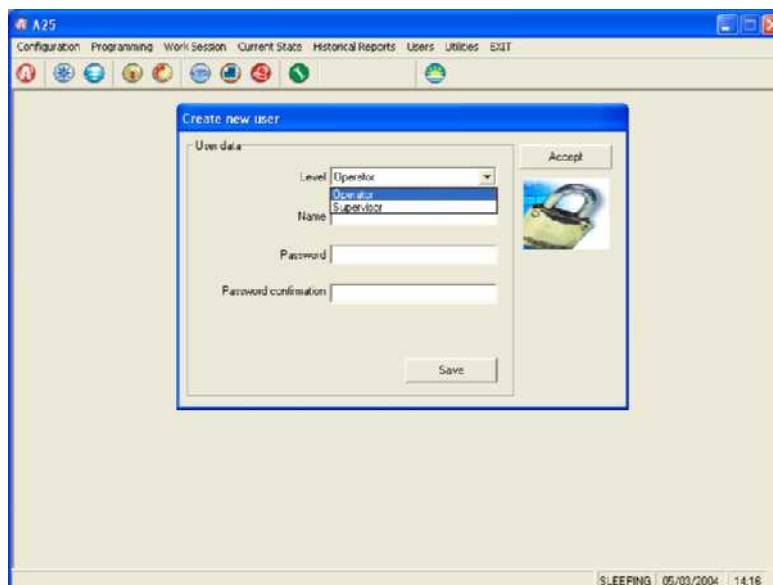 A25
Configuration Programming Work Session Current State Historical Reports Users Utilities EXIT
Create new user
User data
Accept
Level Operator
Operator
Supervisor
Name
Password
Password confirmation
Save
SLEEPING 05/03/2004 14:16